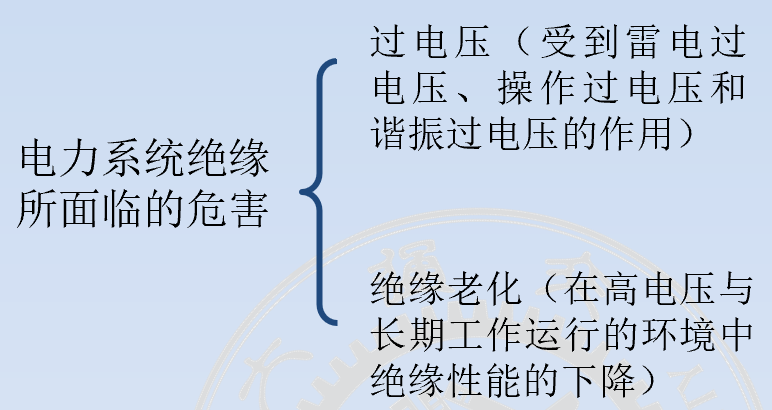 电力系统绝缘
所面临的危害
过电压（受到雷电过
电压、操作过电压和
谐振过电压的作用）
绝缘老化（在高电压与
长期工作运行的环境中
绝缘性能的下降）